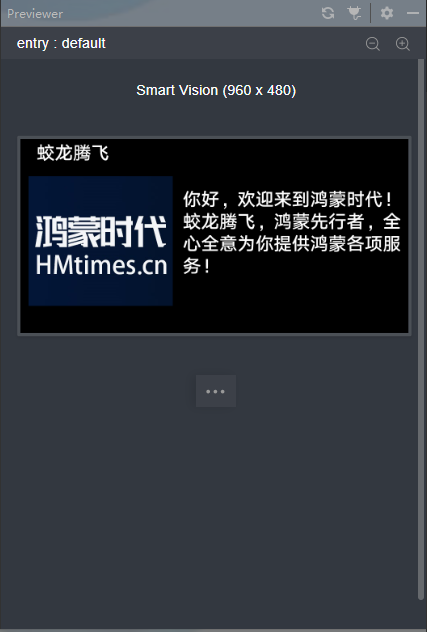 Previewer
entry : default
Smart Vision (960 x 480)
蛟龙腾飞
鸿蒙时代
HMtimes.cn
你好，欢迎来到鸿蒙时代！
蛟龙腾飞，鸿蒙先行者，全
心全意为你提供鸿蒙各项服
务！